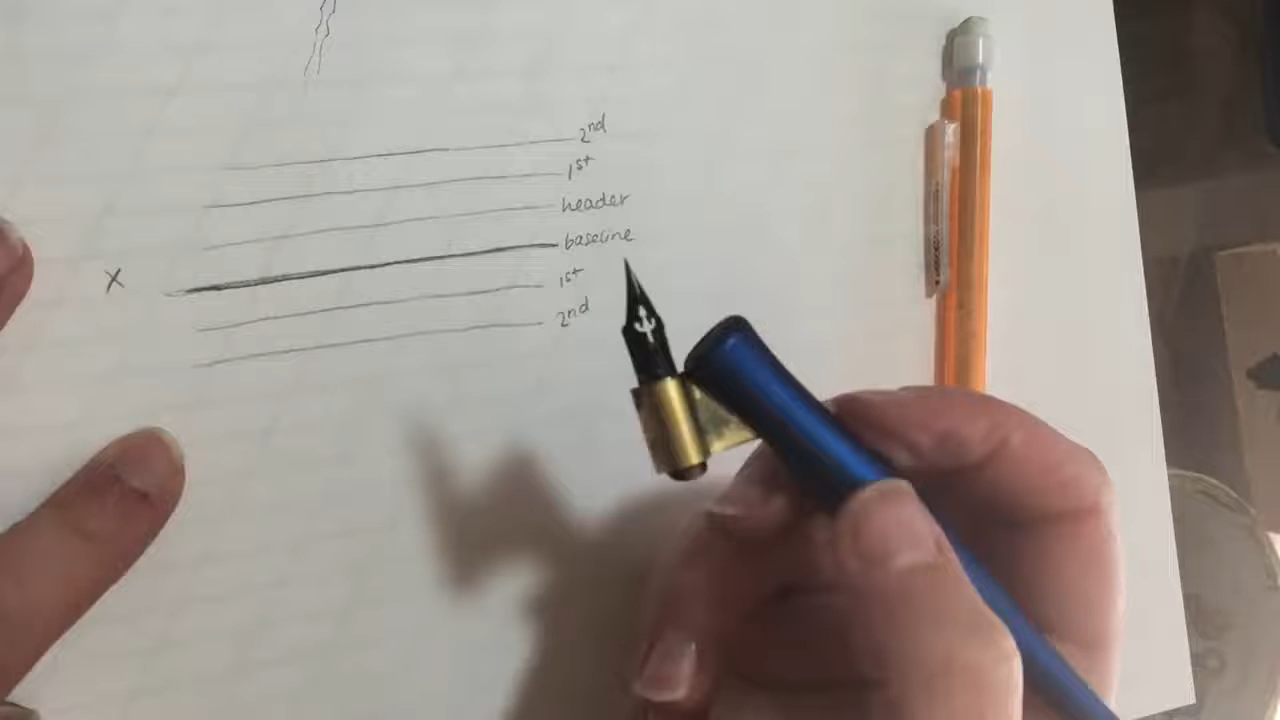 2nd
1st
header
baseline
X
1st
2nd